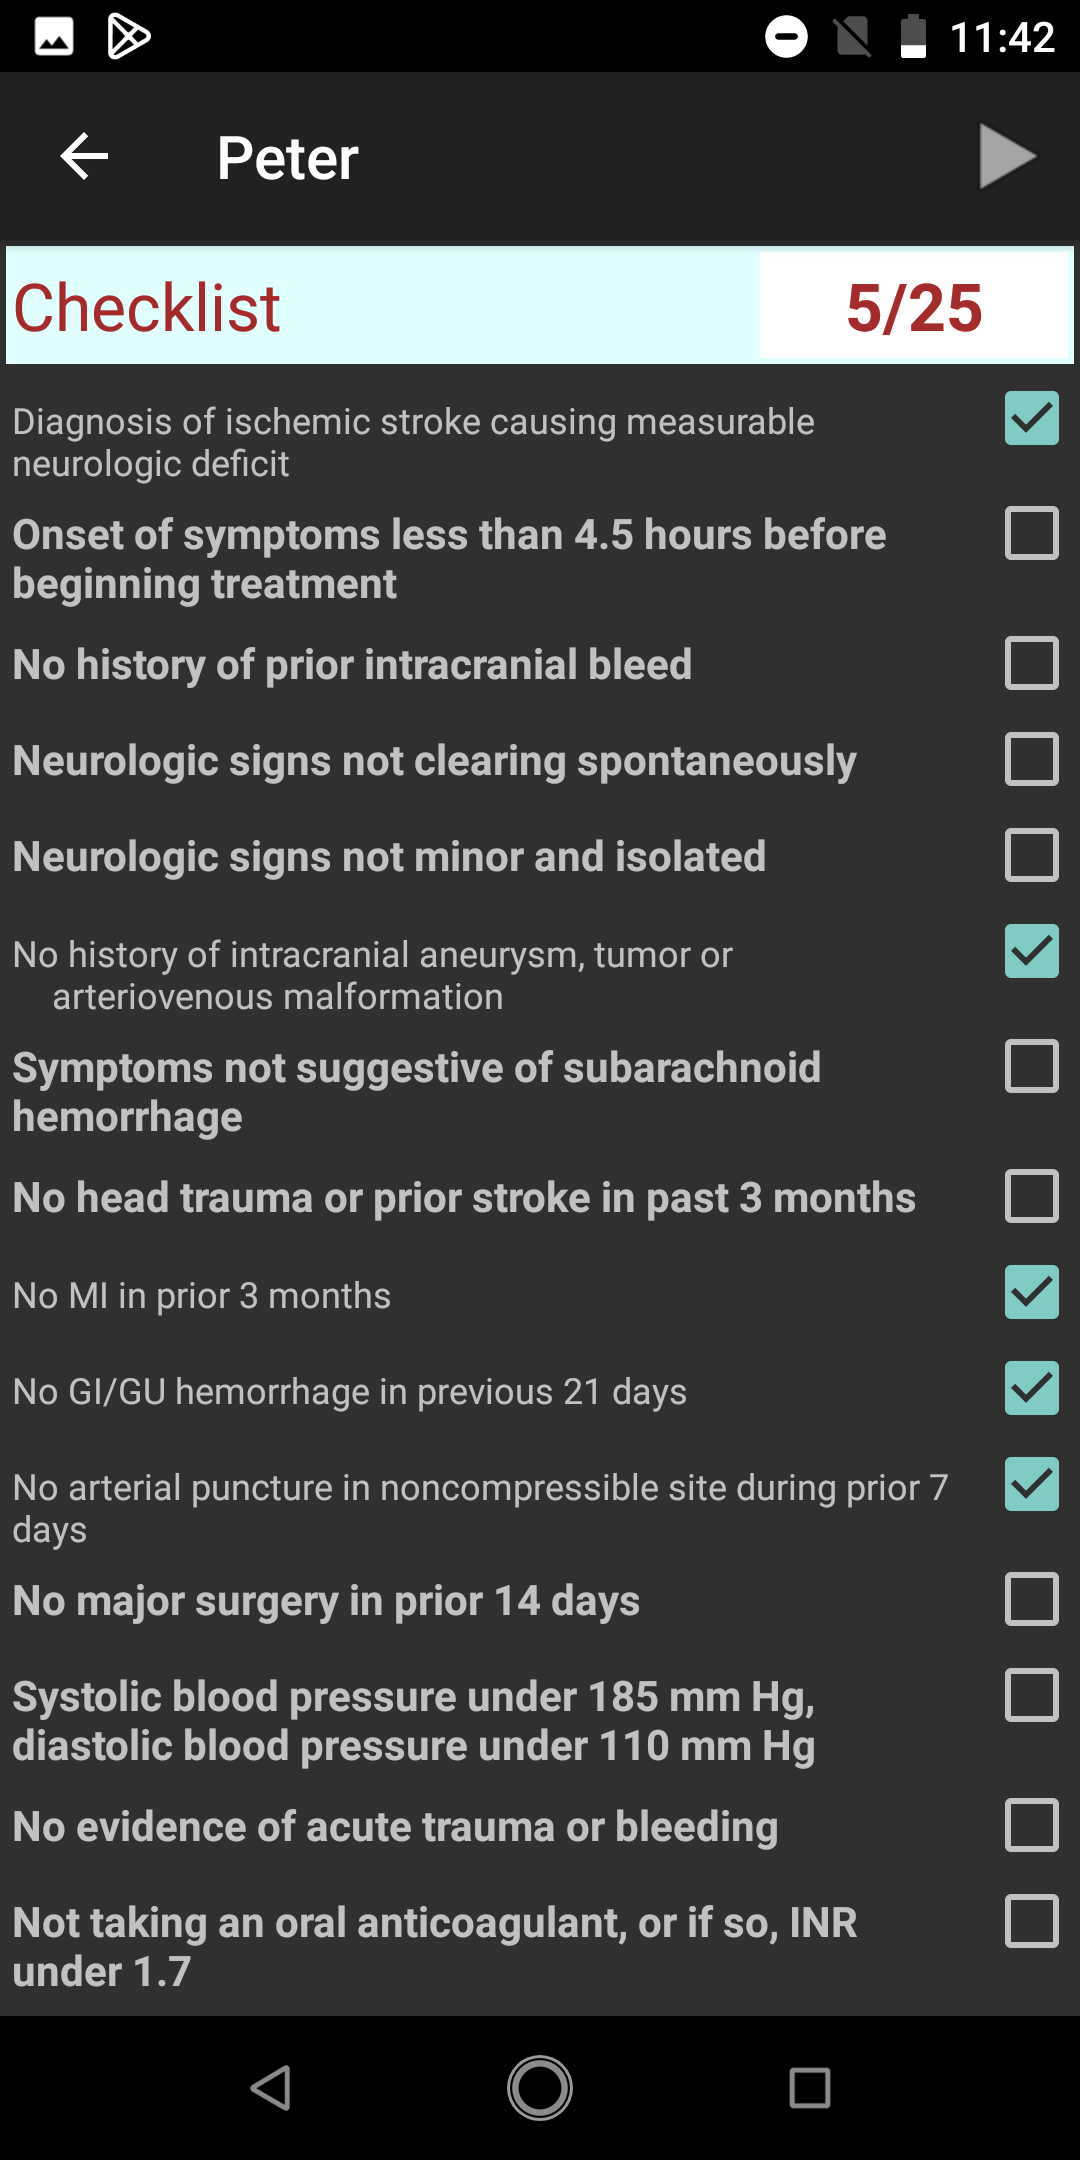 11:42
Peter
Checklist
5/25
Diagnosis of ischemic stroke causing measurable
neurologic deficit
Onset of symptoms less than 4.5 hours before
beginning treatment
No history of prior intracranial bleed
Neurologic signs not clearing spontaneously
Neurologic signs not minor and isolated
No history of intracranial aneurysm, tumor or
arteriovenous malformation
Symptoms not suggestive of subarachnoid
hemorrhage
No head trauma or prior stroke in past 3 months
No MI in prior 3 months
No GI/GU hemorrhage in previous 21 days
No arterial puncture in noncompressible site during prior 7
days
No major surgery in prior 14 days
Systolic blood pressure under 185 mm Hg,
diastolic blood pressure under 110 mm Hg
No evidence of acute trauma or bleeding
Not taking an oral anticoagulant, or if so, INR
under 1.7